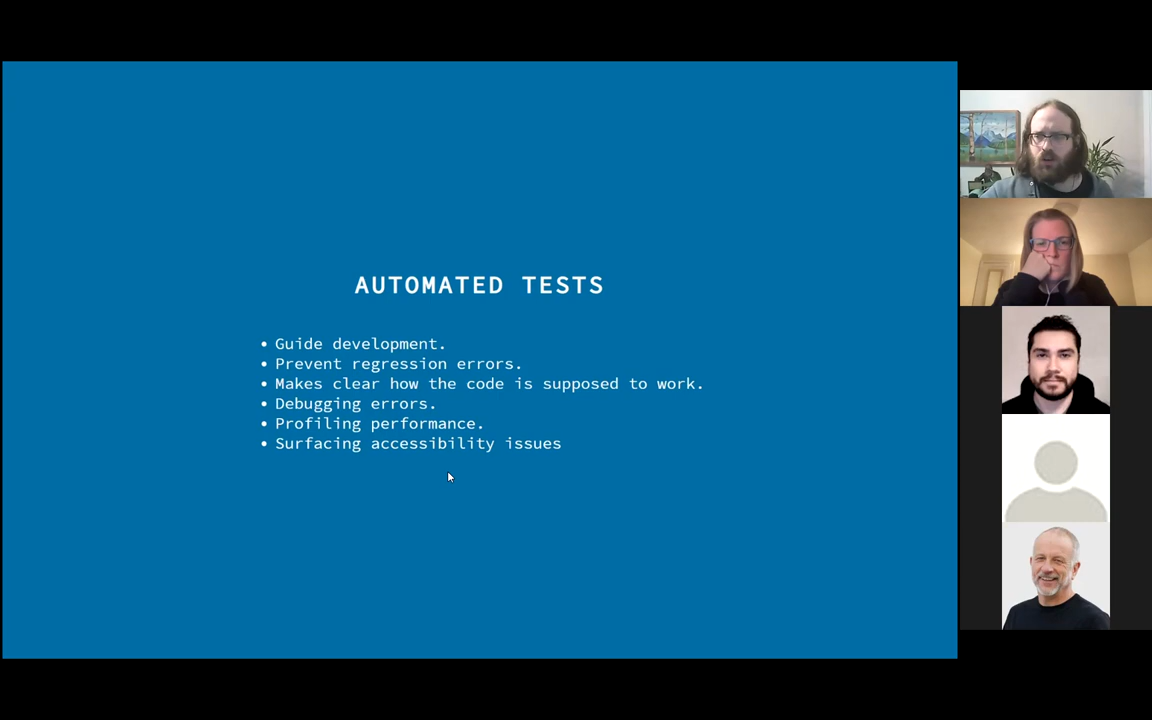 AUTOMATED TESTS
• Guide development.
• Prevent regression errors.
• Makes clear how the code is supposed to work.
• Debugging errors.
• Profiling performance.
• Surfacing accessibility issues